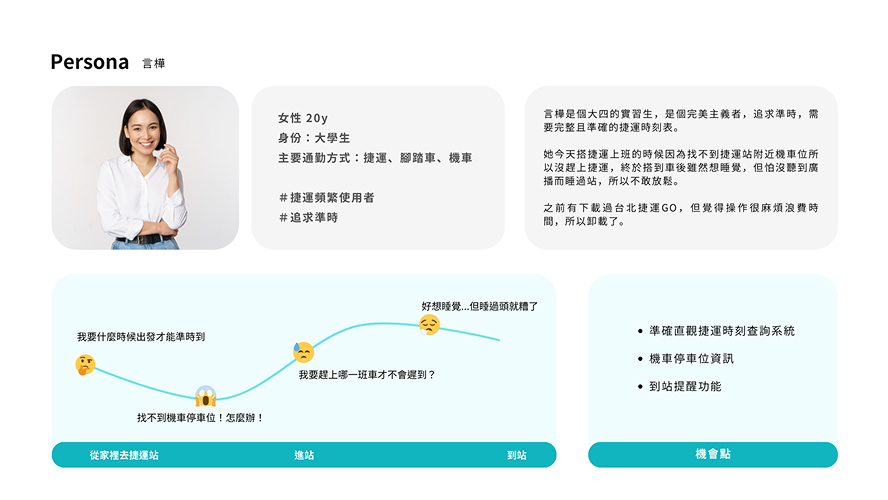 Persona 言樺
女性 20y
身份：大學生
主要通勤方式：捷運、腳踏車、機車
＃捷運頻繁使用者
＃追求準時
言樺是個大四的實習生，是個完美主義者，追求準時，需
要完整且準確的捷運時刻表。
她今天搭捷運上班的時候因為找不到捷運站附近機車位所
以沒趕上捷運，終於搭到車後雖然想睡覺，但怕沒聽到廣
播而睡過站，所以不敢放鬆。
之前有下載過台北捷運GO，但覺得操作很麻煩浪費時
間，所以卸載了。
我要什麼時候出發才能準時到
找不到機車停車位！怎麼辦！
我要趕上哪一班車才不會遲到？
好想睡覺...但睡過頭就糟了
從家裡去捷運站
進站
到站
準確直觀捷運時刻查詢系統
機車停車位資訊
到站提醒功能
機會點